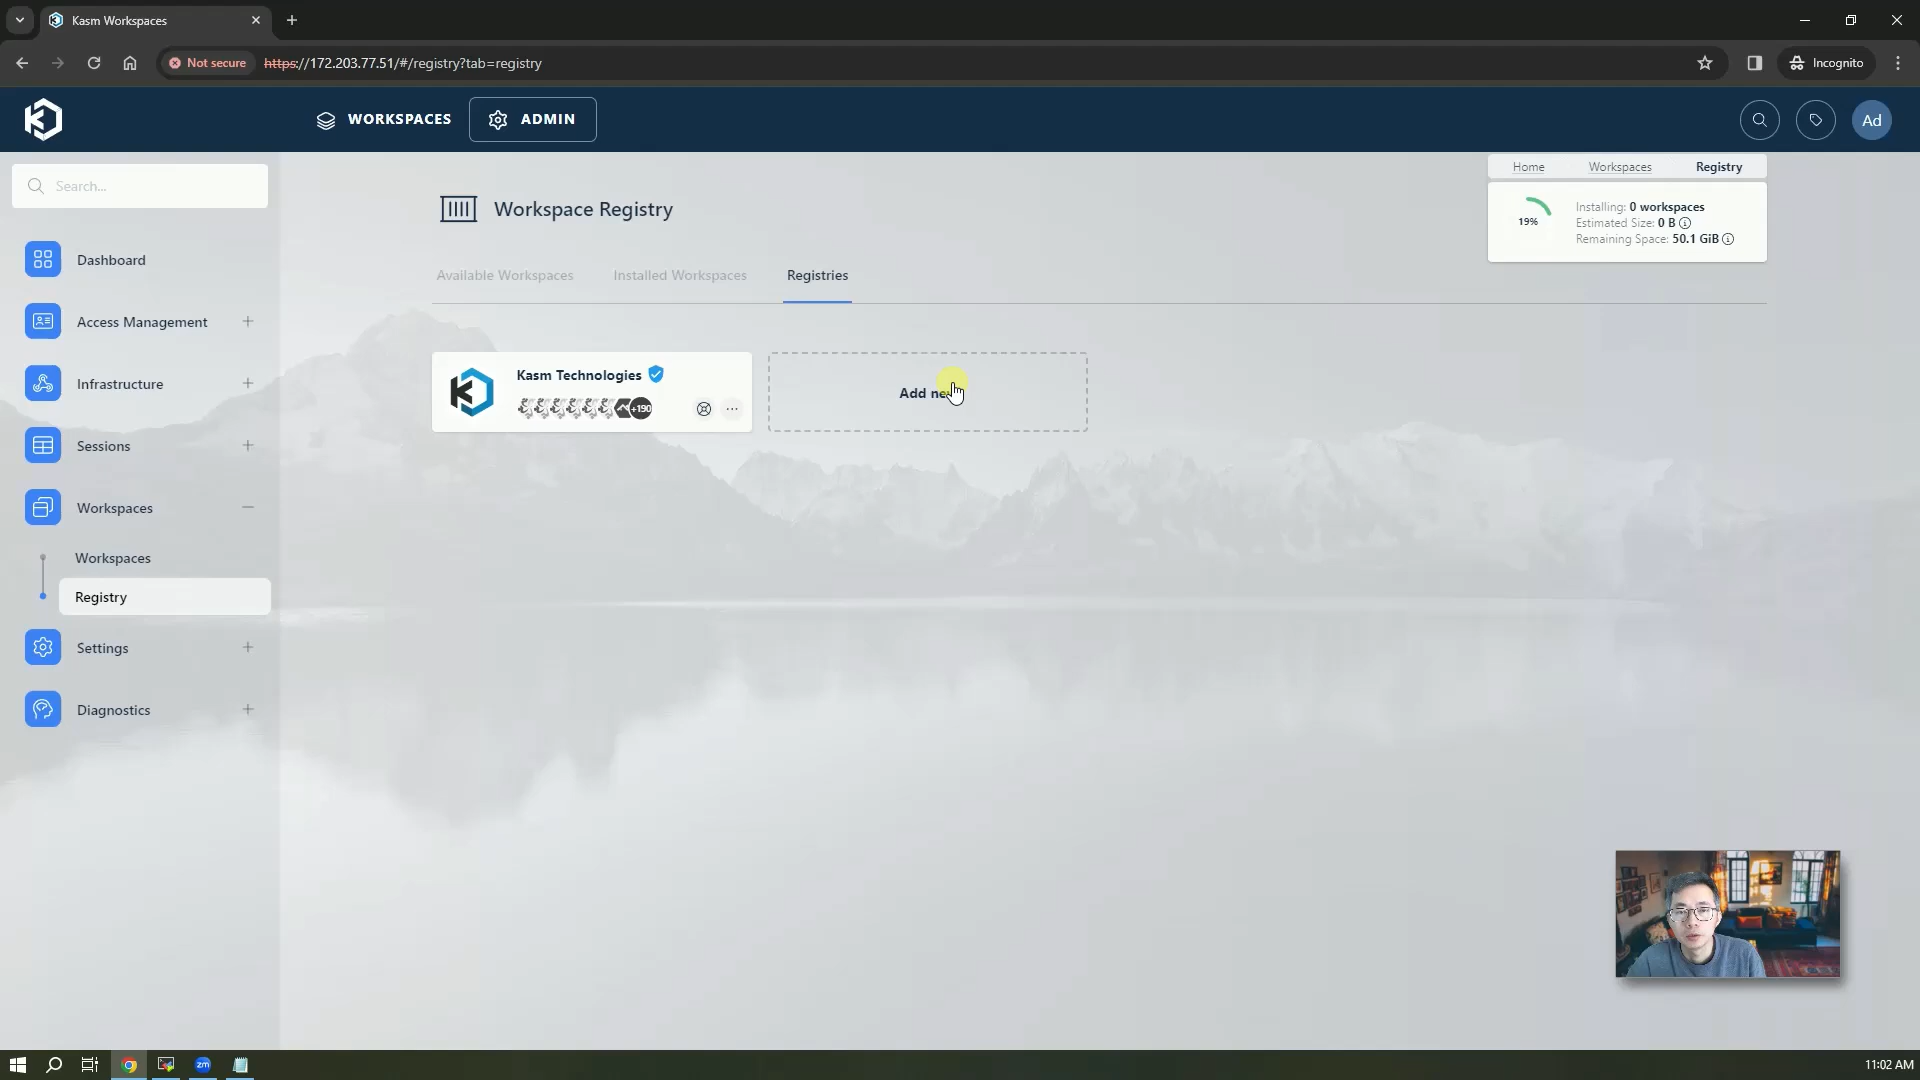 Kasm Workspaces
Not secure
https://172.203.77.51/#/registry?tab=registry
Incognito
WORKSPACES
ADMIN
Ad
Search...
Home
Workspaces
Registry
19%
Installing: 0 workspaces
Estimated Size: 0 B
Remaining Space: 50.1 GiB
Workspace Registry
Available Workspaces
Installed Workspaces
Registries
Dashboard
Access Management
Infrastructure
Sessions
Workspaces
Workspaces
Registry
Settings
Diagnostics
Kasm Technologies
+190
Add
zm
11:02 AM